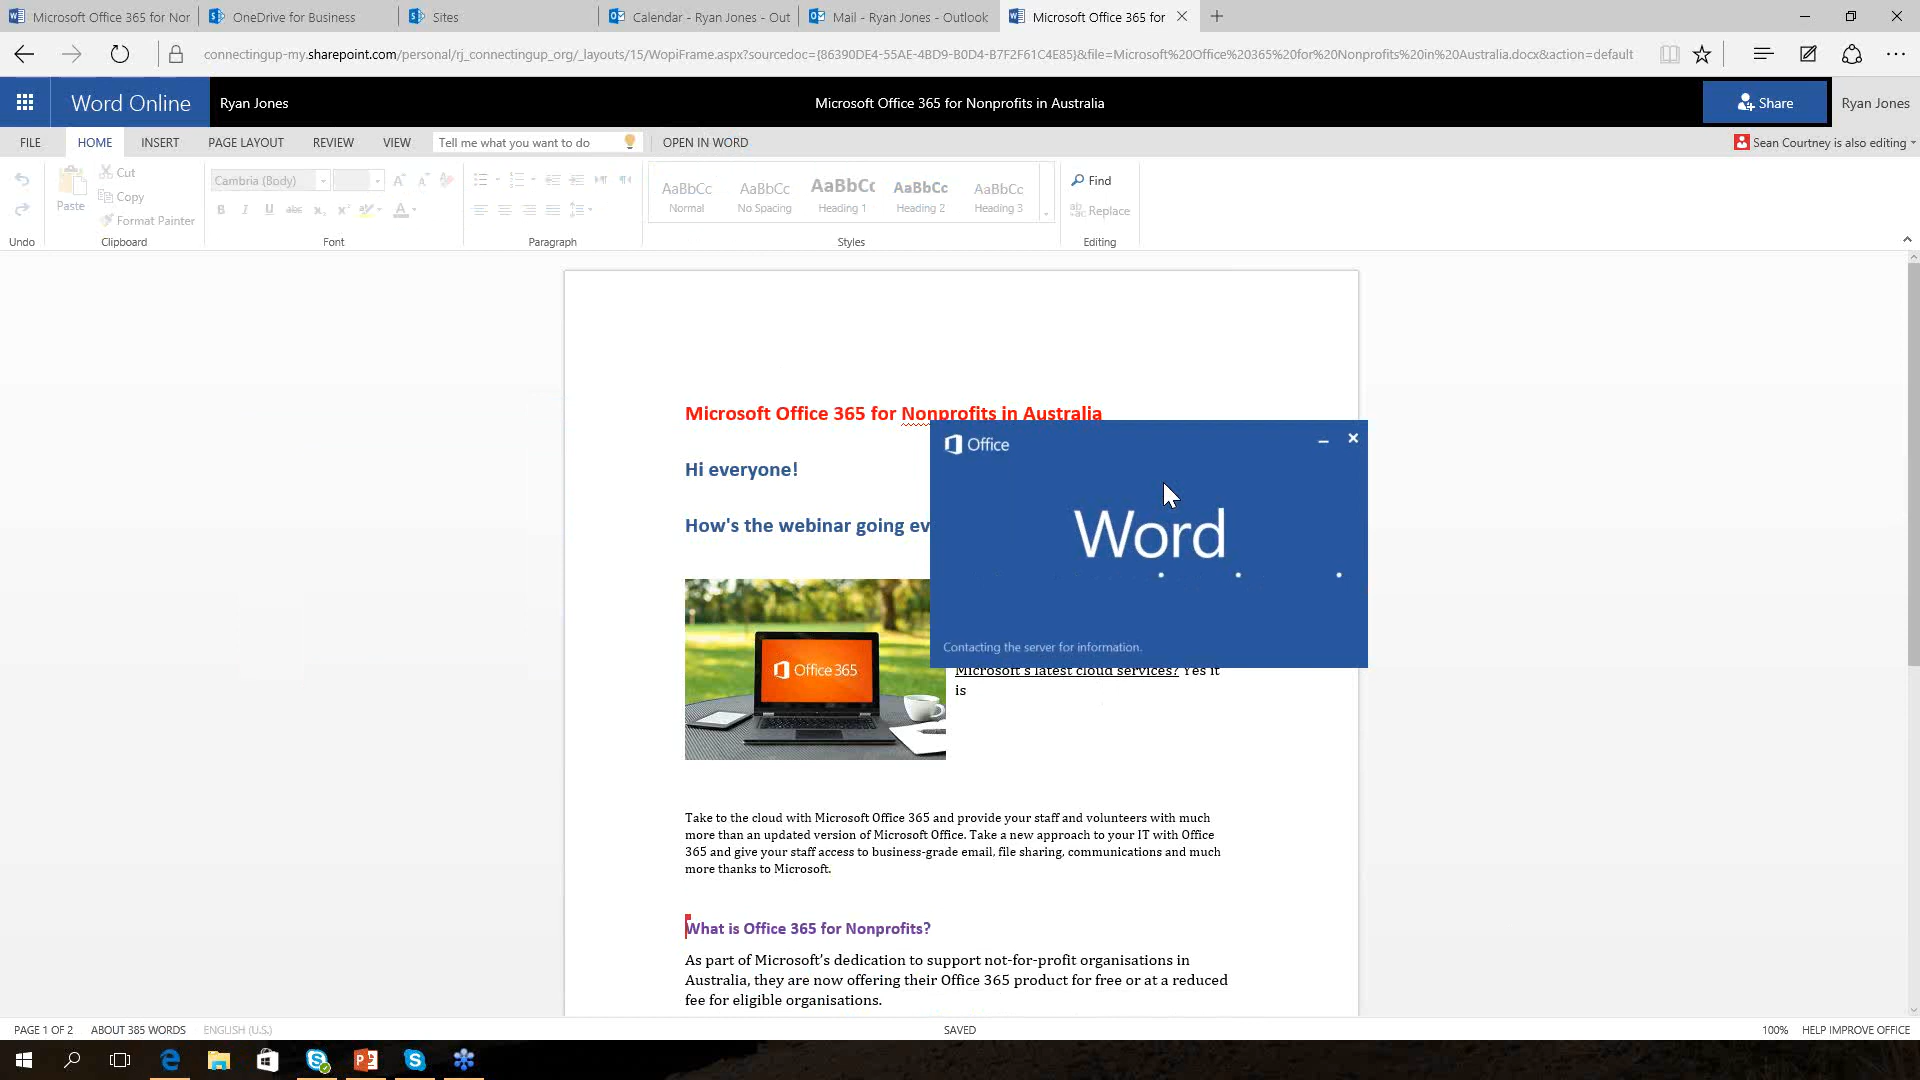 Microsoft Office 365 for Nor
OneDrive for Business
Sites
Calendar - Ryan Jones - Out
Mail - Ryan Jones - Outlook
Microsoft Office 365 for
connectingup-my.sharepoint.com/personal/rj_connectingup_org/_layouts/15/WopiFrame.aspx?sourcedoc={86390DE4-55AE-4BD9-B0D4-B7F2F61C4E85}&file=Microsoft%20Office%20365%20for%20Nonprofits%20in%20Australia.docx&action=default
Word Online
Ryan Jones
Microsoft Office 365 for Nonprofits in Australia
Share
Ryan Jones
FILE
HOME
INSERT
PAGE LAYOUT
REVIEW
VIEW
Tell me what you want to do
OPEN IN WORD
Sean Courtney is also editing
Paste
Cut
Copy
Format Painter
Cambria (Body)
B I U abc x₂ x²
AaBbCc
AaBbCc
AaBbCc
AaBbCc
AaBbCc
Normal
No Spacing
Heading 1
Heading 2
Heading 3
Find
Replace
Undo
Clipboard
Font
Paragraph
Styles
Editing
Microsoft Office 365 for Nonprofits in Australia
Hi everyone!
How's the webinar going ev
Office
Word
Contacting the server for information.
Office 365
Microsoft's latest cloud services? Yes it
is
Take to the cloud with Microsoft Office 365 and provide your staff and volunteers with much
more than an updated version of Microsoft Office. Take a new approach to your IT with Office
365 and give your staff access to business-grade email, file sharing, communications and much
more thanks to Microsoft.
What is Office 365 for Nonprofits?
As part of Microsoft's dedication to support not-for-profit organisations in
Australia, they are now offering their Office 365 product for free or at a reduced
fee for eligible organisations.
PAGE 1 OF 2
ABOUT 385 WORDS
ENGLISH (U.S.)
SAVED
100%
HELP IMPROVE OFFICE